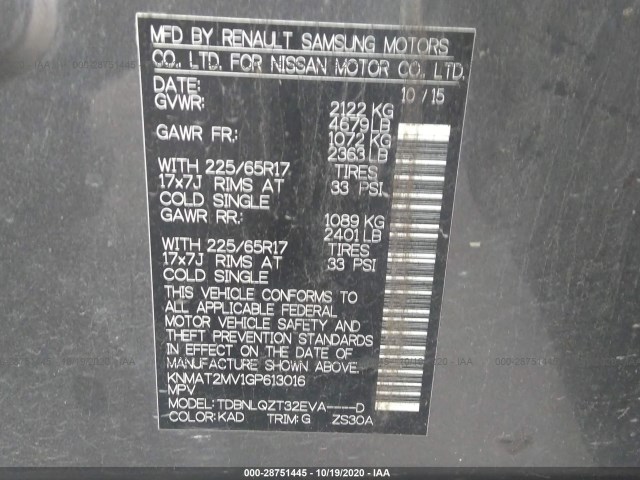 MFD BY RENAULT SAMSUNG MOTORS
CO., LTD. FOR NISSAN MOTOR CO., LTD.
DATE: 10/15
GVWR: 2122 KG
4679 LB
GAWR FR: 1072 KG
2363 LB
WITH 225/65R17 TIRES
17x7J RIMS AT 33 PSI
COLD SINGLE
GAWR RR: 1089 KG
2401 LB
WITH 225/65R17 TIRES
17x7J RIMS AT 33 PSI
COLD SINGLE
THIS VEHICLE CONFORMS TO
ALL APPLICABLE FEDERAL
MOTOR VEHICLE SAFETY AND
THEFT PREVENTION STANDARDS
IN EFFECT ON THE DATE OF
MANUFACTURE SHOWN ABOVE.
KNMAT2MV1GP613016
MPV
MODEL: TDBNLQZT32EVA----D
COLOR: KAD TRIM: G ZS30A
000-28751445 - 10/19/2020 - IAA